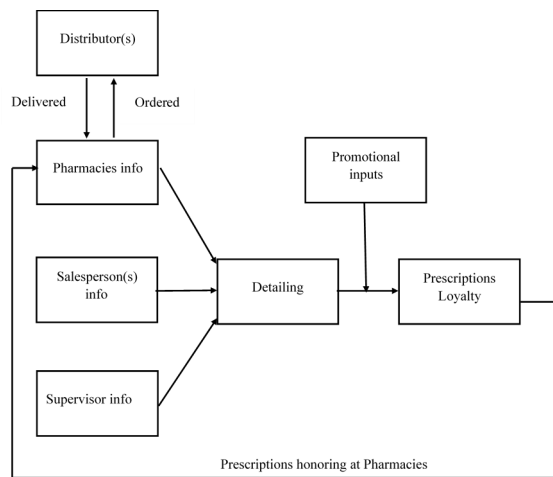 Distributor(s)
Delivered
Ordered
Pharmacies info
Promotional
inputs
Salesperson(s)
info
Detailing
Prescriptions
Loyalty
Supervisor info
Prescriptions honoring at Pharmacies